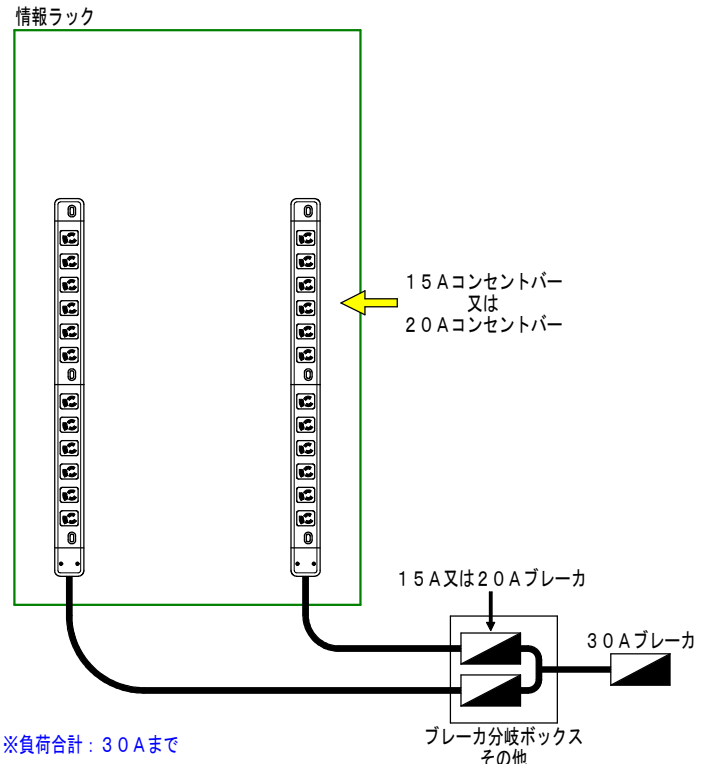 情報ラック
１５Aコンセントバー
又は
２０Aコンセントバー
１５A又は２０Aブレーカ
３０Aブレーカ
ブレーカ分岐ボックス
その他
※負荷合計：３０Aまで